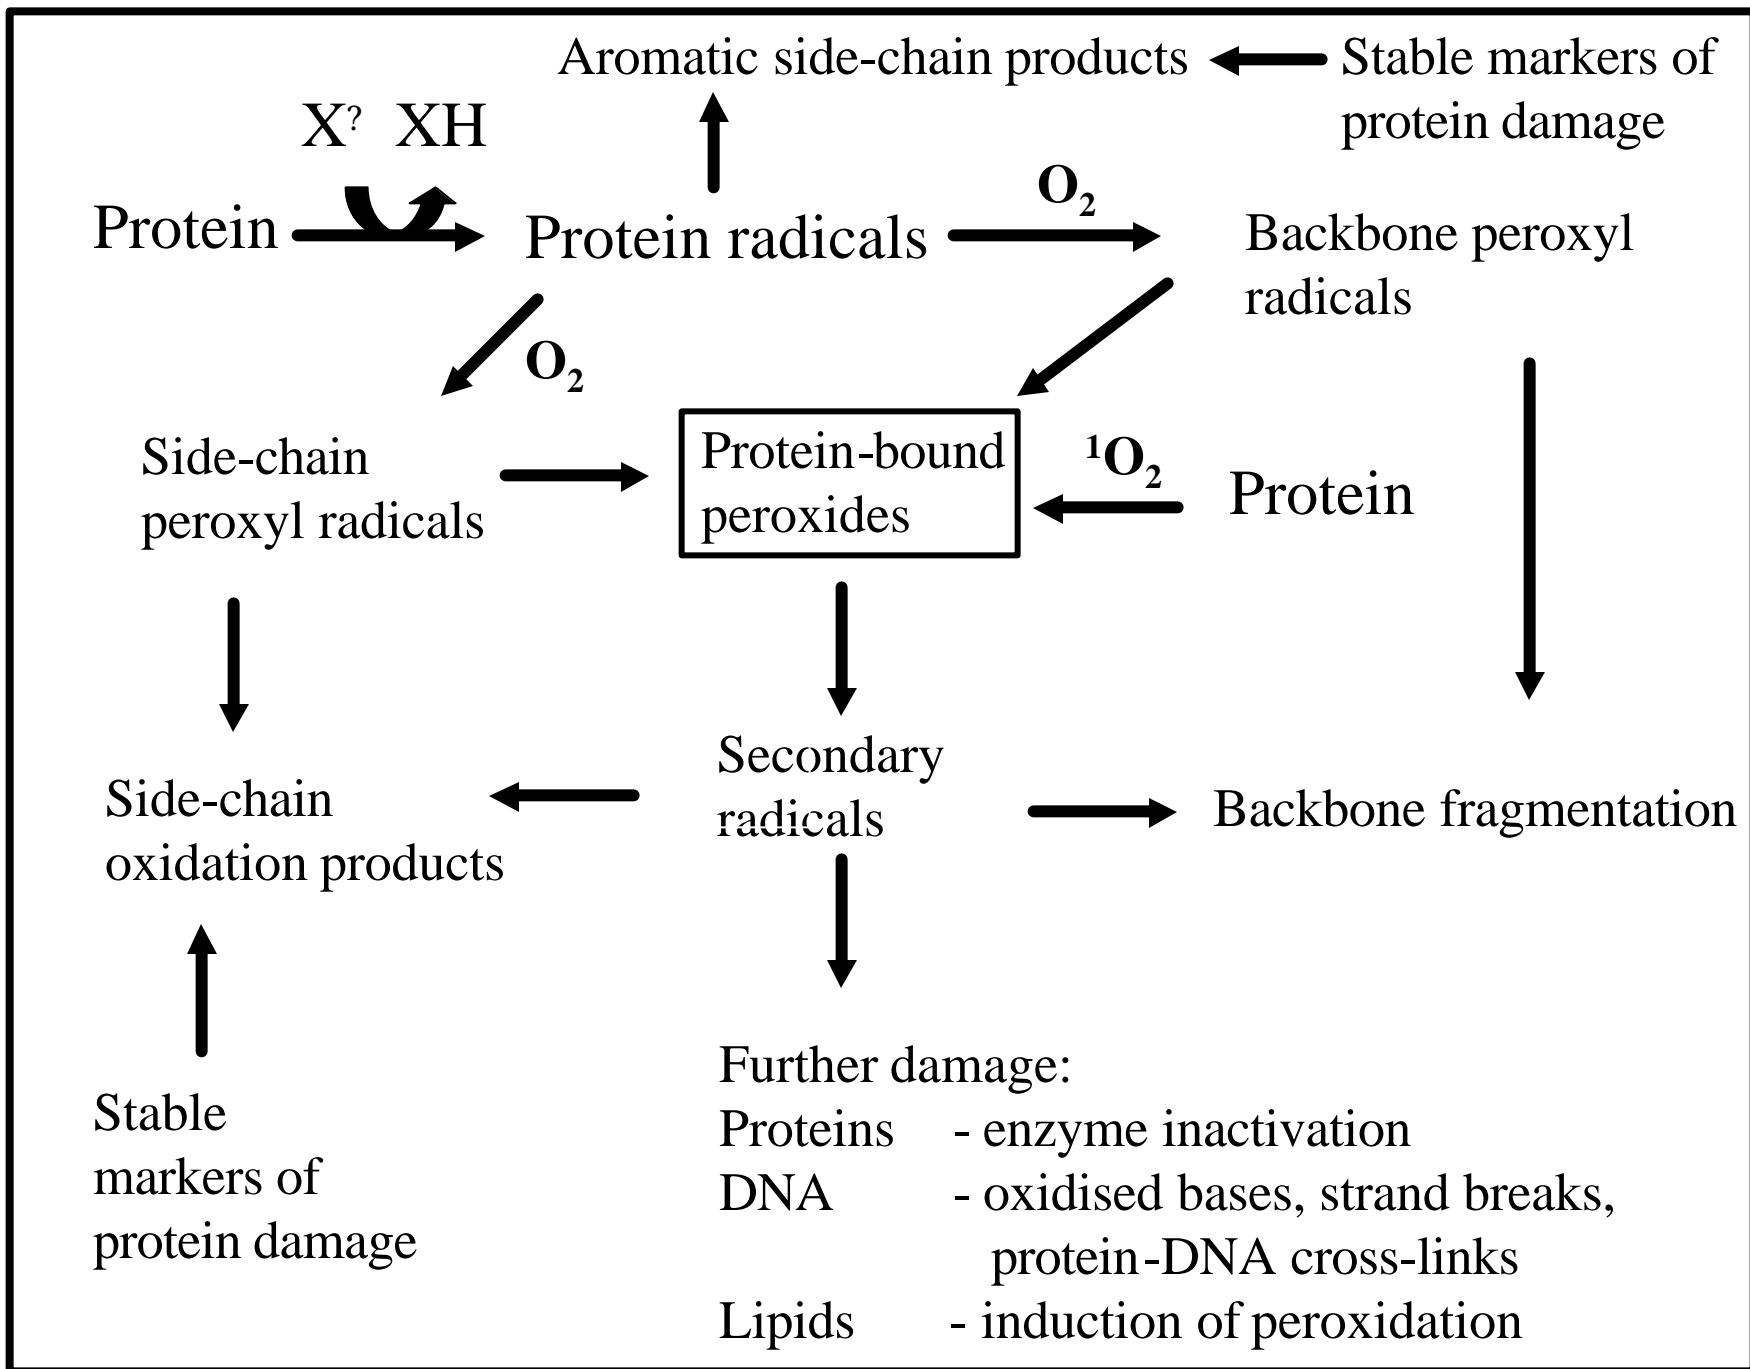 Aromatic side-chain products
Stable markers of
protein damage
X? XH
Protein
Protein radicals
O2
Backbone peroxyl
radicals
O2
Side-chain
peroxyl radicals
Protein-bound
peroxides
1O2
Protein
Secondary
radicals
Side-chain
oxidation products
Backbone fragmentation
Stable
markers of
protein damage
Further damage:
Proteins - enzyme inactivation
DNA - oxidised bases, strand breaks,
protein-DNA cross-links
Lipids - induction of peroxidation